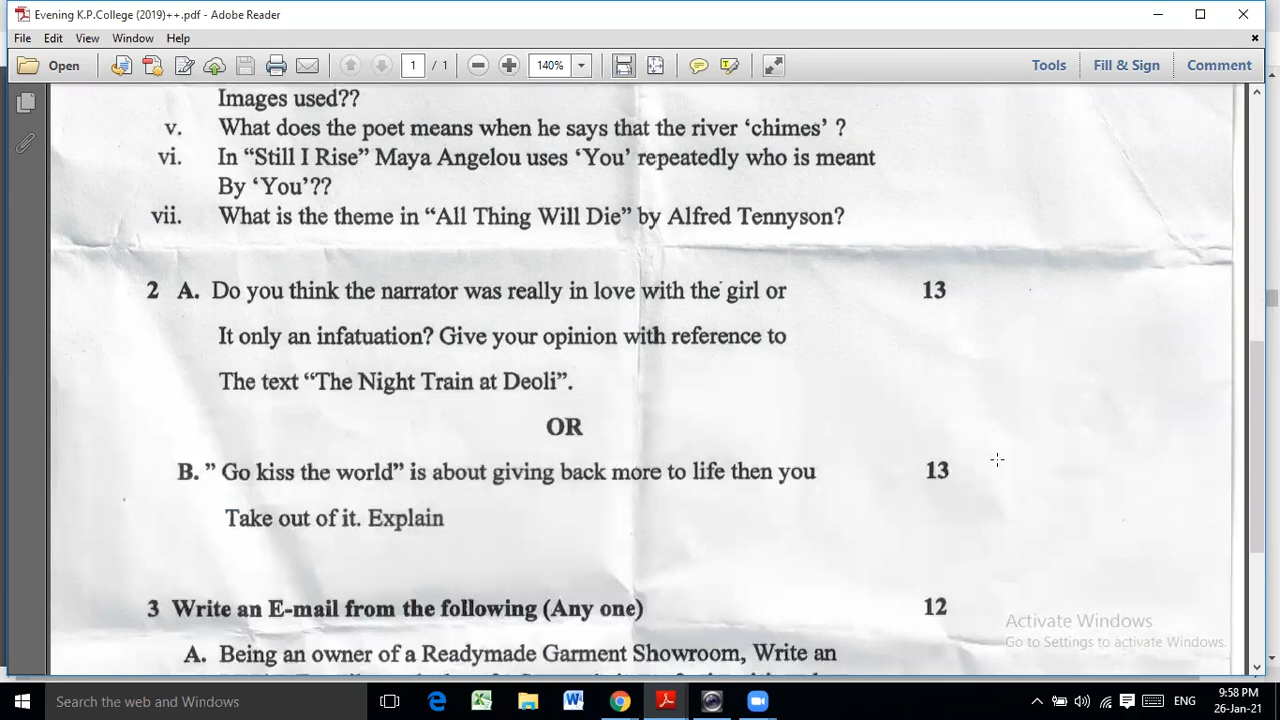 Evening K.P.College (2019)++.pdf - Adobe Reader
File Edit View Window Help
Open 1 / 1 140% Tools Fill & Sign Comment
Images used??
v. What does the poet means when he says that the river ‘chimes’ ?
vi. In “Still I Rise” Maya Angelou uses ‘You’ repeatedly who is meant
By ‘You’??
vii. What is the theme in “All Thing Will Die” by Alfred Tennyson?
2 A. Do you think the narrator was really in love with the girl or 13
It only an infatuation? Give your opinion with reference to
The text “The Night Train at Deoli”.
OR
B. ” Go kiss the world” is about giving back more to life then you 13
Take out of it. Explain
3 Write an E-mail from the following (Any one) 12
A. Being an owner of a Readymade Garment Showroom, Write an
Activate Windows
Go to Settings to activate Windows.
Search the web and Windows
ENG
9:58 PM
26-Jan-21